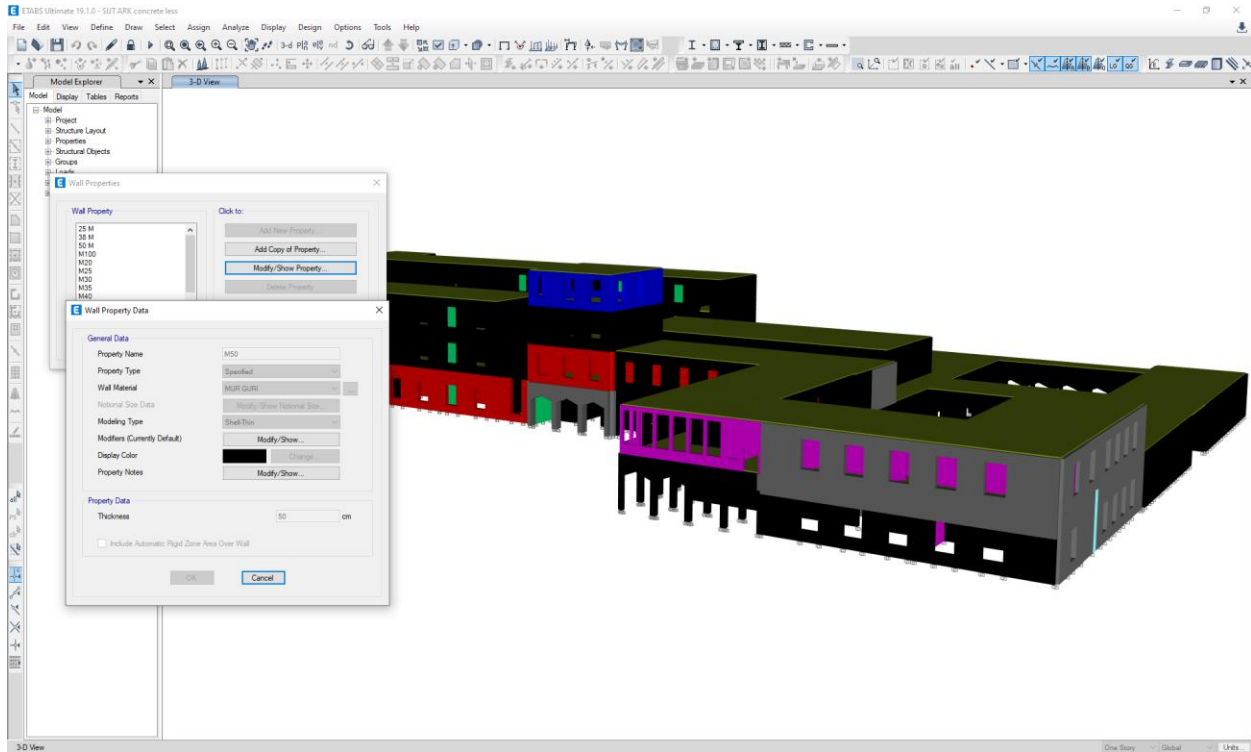 ETABS Ultimate 19.1.0 - SUT ARK concrete less
File Edit View Define Draw Select Assign Analyze Display Design Options Tools Help
Model Explorer
3-D View
Model Display Tables Reports
Model
Project
Structure Layout
Properties
Structural Objects
Groups
Loads
Wall Properties
Wall Property
Click to:
25 M
38 M
50 M
M100
M20
M25
M30
M35
M40
Add New Property...
Add Copy of Property...
Modify/Show Property...
Delete Property
Wall Property Data
General Data
Property Name M50
Property Type Specified
Wall Material MUR GURI ...
Notional Size Data Modify/Show Notional Size...
Modeling Type Shell-Thin
Modifiers (Currently Default) Modify/Show...
Display Color Change...
Property Notes Modify/Show...
Property Data
Thickness 50 cm
Include Automatic Rigid Zone Area Over Wall
OK Cancel
3-D View One Story Global Units...